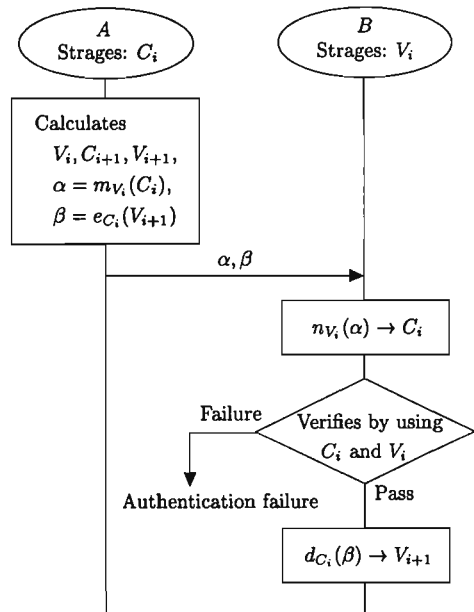 A
Strages: C_i
B
Strages: V_i
Calculates
V_i, C_{i+1}, V_{i+1},
α = m_{V_i}(C_i),
β = e_{C_i}(V_{i+1})
α, β
n_{V_i}(α) → C_i
Failure
Verifies by using
C_i and V_i
Authentication failure
Pass
d_{C_i}(β) → V_{i+1}